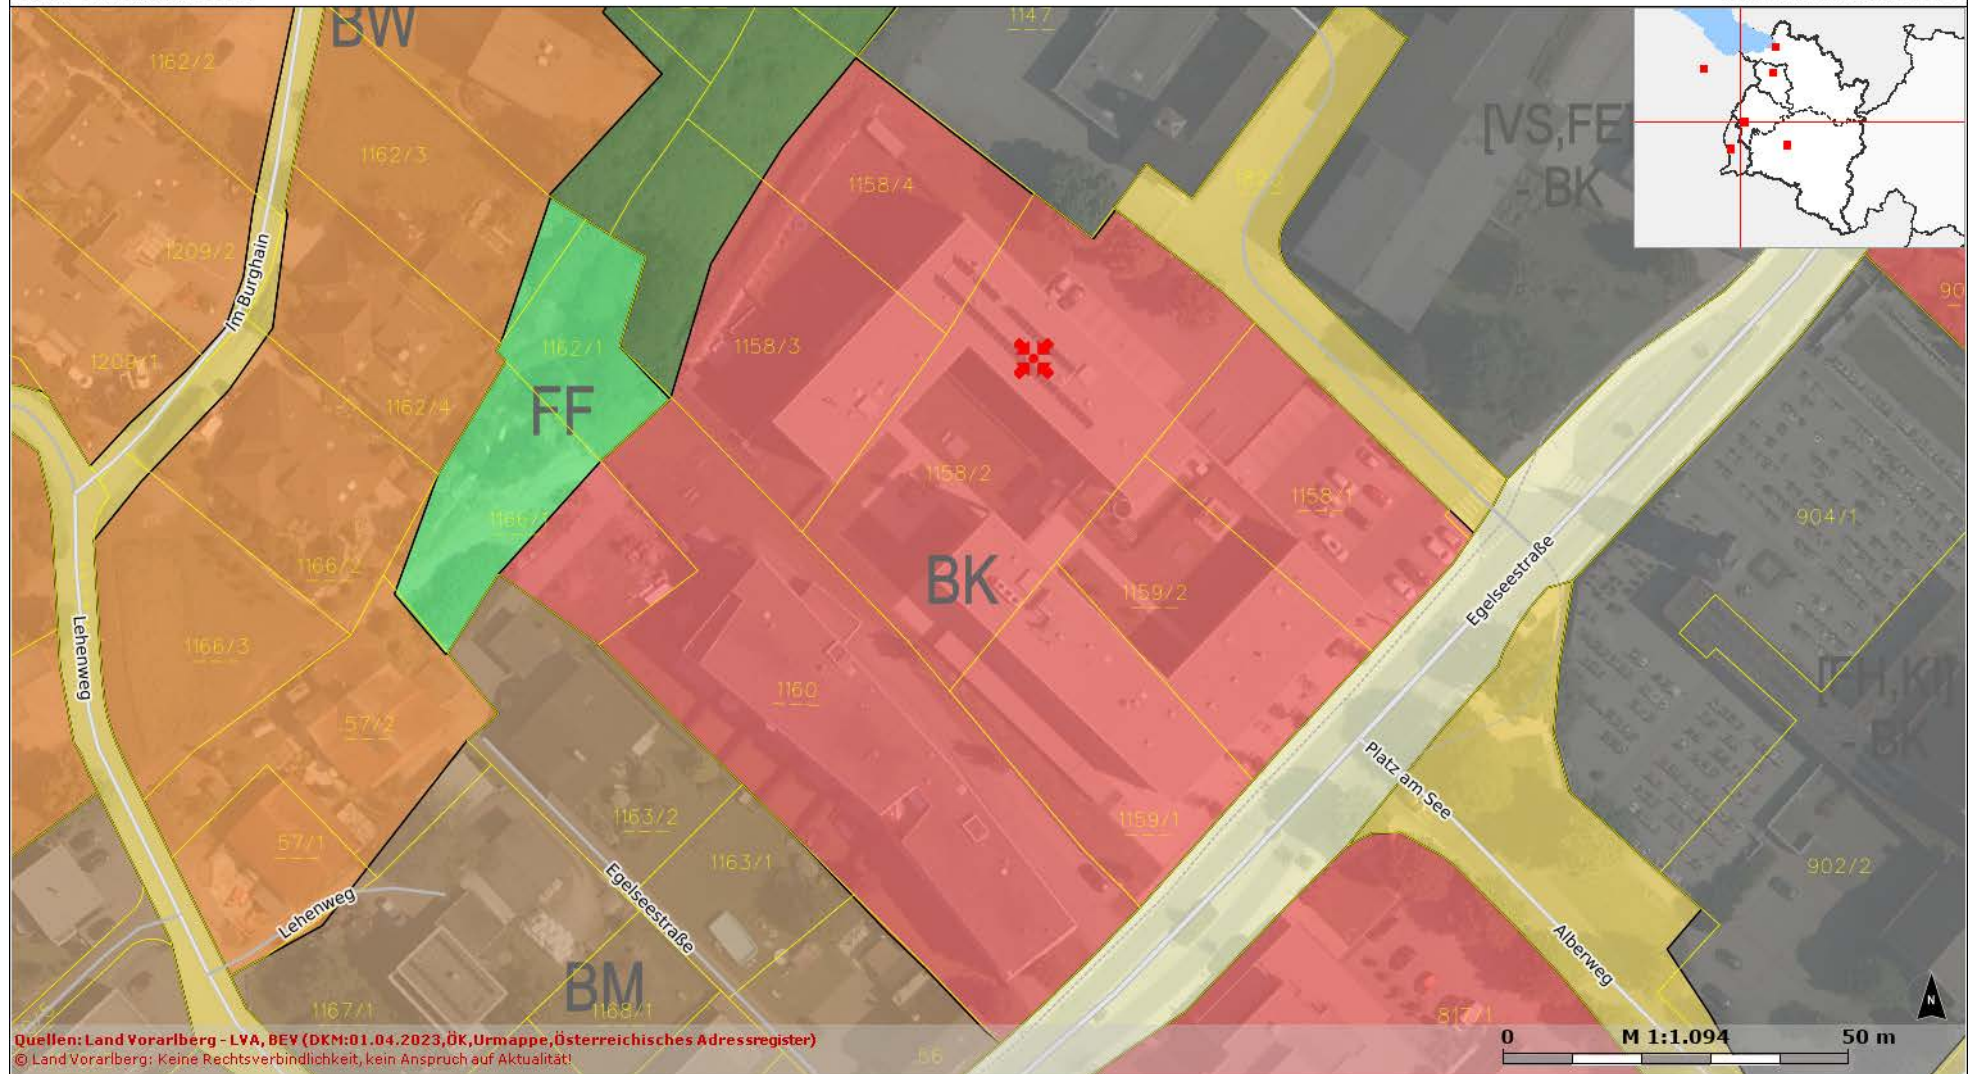 BW
1147
1162/2
[VS,FE]
- BK
1162/3
1158/4
1209/2
Im Burghain
90
1162/1
1158/3
1209/1
FF
1162/4
1158/2
1158/1
904/1
1166/2
BK
1159/2
Egelseestraße
1166/3
Lehenweg
1160
57/2
- BK
Platz am See
1163/2
1159/1
57/1
1163/1
902/2
Lehenweg
Egelseestraße
Alberweg
BM
1167/1
1168/1
817/1
N
Quellen: Land Vorarlberg - LVA, BEV (DKM:01.04.2023,ÖK,Urmappe,Österreichisches Adressregister)
© Land Vorarlberg: Keine Rechtsverbindlichkeit, kein Anspruch auf Aktualität!
0 M 1:1.094 50 m